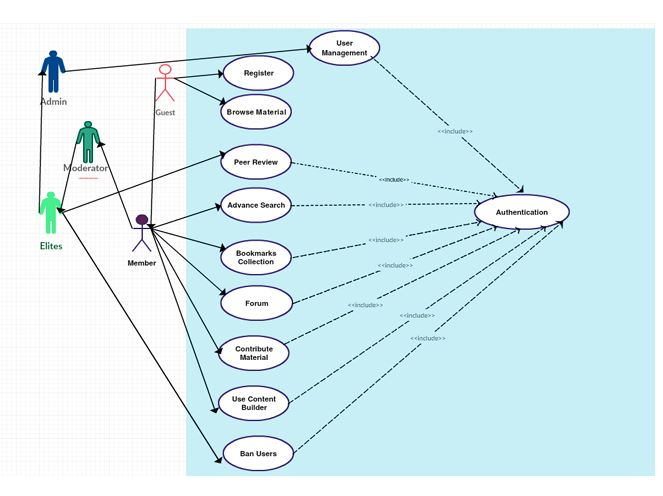 User
Management
Register
Admin
Guest
Browse Material
<<include>>
Peer Review
Moderator
<<include>>
Advance Search
<<include>>
Authentication
Elites
<<include>>
Member
Bookmarks
Collection
<<include>>
Forum
<<include>>
<<include>>
Contribute
Material
<<include>>
Use Content
Builder
Ban Users